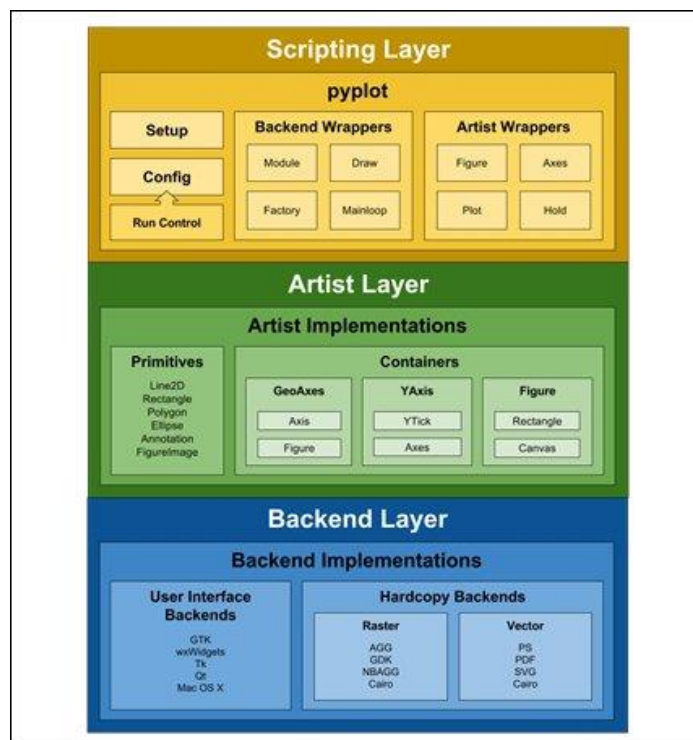 Scripting Layer
pyplot
Setup
Config
Run Control
Backend Wrappers
Module
Draw
Factory
Mainloop
Artist Wrappers
Figure
Axes
Plot
Hold
Artist Layer
Artist Implementations
Primitives
Line2D
Rectangle
Polygon
Ellipse
Annotation
FigureImage
Containers
GeoAxes
Axis
Figure
YAxis
YTick
Axes
Figure
Rectangle
Canvas
Backend Layer
Backend Implementations
User Interface
Backends
GTK
wxWidgets
Tk
Qt
Mac OS X
Hardcopy Backends
Raster
AGG
GDK
NBAGG
Cairo
Vector
PS
PDF
SVG
Cairo